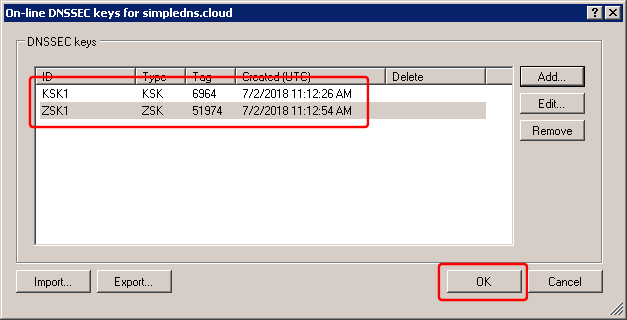 On-line DNSSEC keys for simpledns.cloud
DNSSEC keys
ID Type Tag Created (UTC) Delete
KSK1 KSK 6964 7/2/2018 11:12:26 AM
ZSK1 ZSK 51974 7/2/2018 11:12:54 AM
Add...
Edit...
Remove
Import... Export... OK Cancel